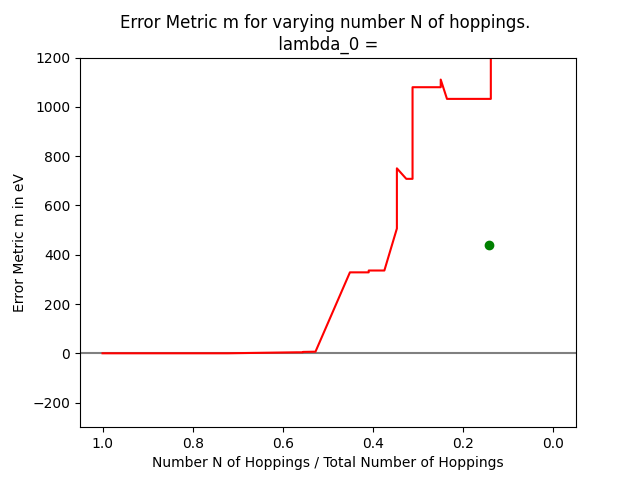 Error Metric m for varying number N of hoppings.
lambda_0 =
1200
1000
800
600
400
200
0
−200
Error Metric m in eV
1.0 0.8 0.6 0.4 0.2 0.0
Number N of Hoppings / Total Number of Hoppings